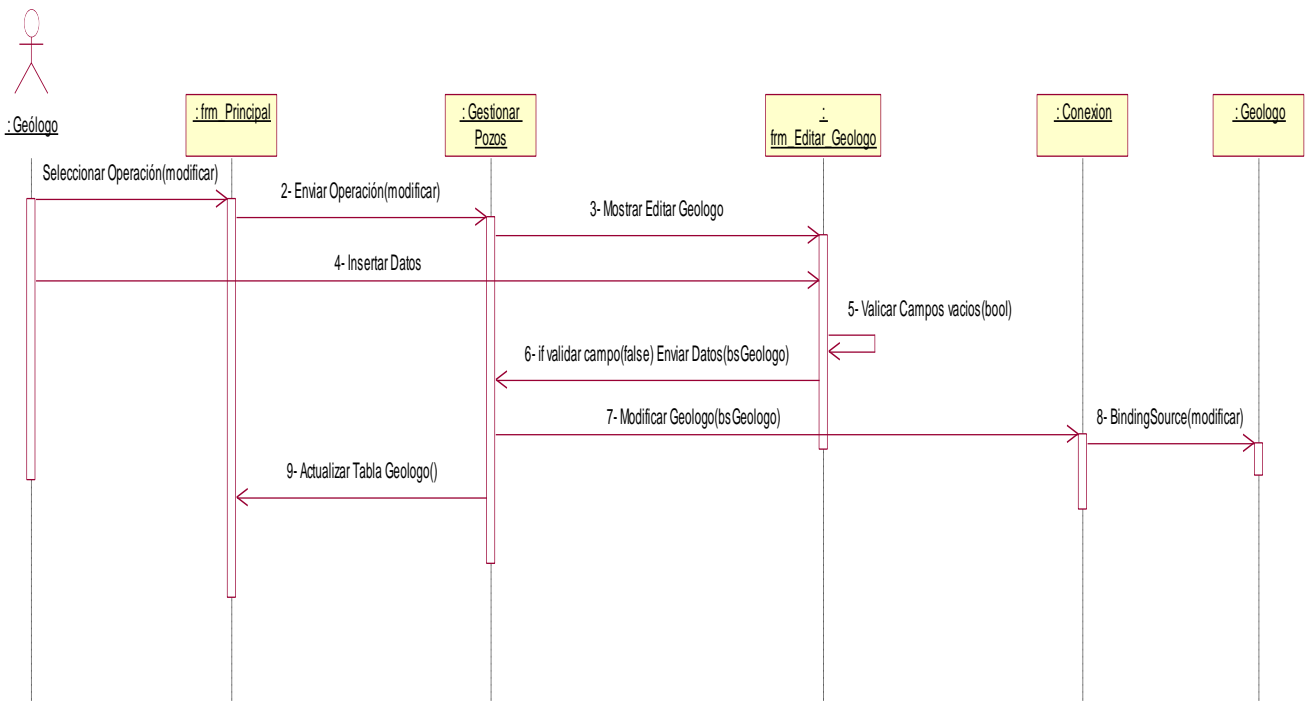 : Geólogo
: frm_Principal
: Gestionar
Pozos
:
frm_Editar_Geologo
: Conexion
: Geologo
Seleccionar Operación(modificar)
2- Enviar Operación(modificar)
3- Mostrar Editar Geologo
4- Insertar Datos
5- Valicar Campos vacios(bool)
6- if validar campo(false) Enviar Datos(bsGeologo)
7- Modificar Geologo(bsGeologo)
8- BindingSource(modificar)
9- Actualizar Tabla Geologo()